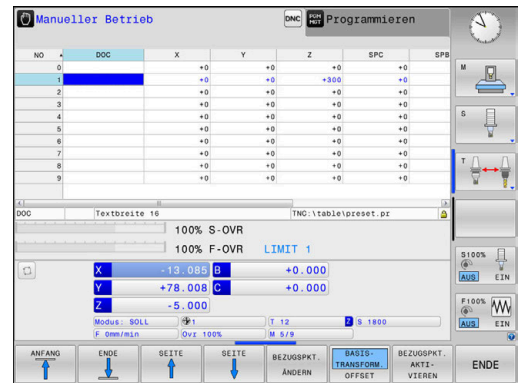 Manueller Betrieb
DNC
PGM MGT
Programmieren
NO DOC X Y Z SPC SPB
0 +0 +0 +0 +0
1 +0 +0 +300 +0
2 +0 +0 +0 +0
3 +0 +0 +0 +0
4 +0 +0 +0 +0
5 +0 +0 +0 +0
6 +0 +0 +0 +0
7 +0 +0 +0 +0
8 +0 +0 +0 +0
9 +0 +0 +0 +0
DOC Textbreite 16 TNC:\table\preset.pr
100% S-OVR
100% F-OVR LIMIT 1
X -13.085 B +0.000
Y +78.008 C +0.000
Z -5.000
Modus: SOLL 1 T 12 Z S 1800
F 0mm/min Ovr 100% M 5/9
M
S
T
S100%
AUS EIN
F100%
AUS EIN
ANFANG
ENDE
SEITE
SEITE
BEZUGSPKT.
ÄNDERN
BASIS-
TRANSFORM.
OFFSET
BEZUGSPKT.
AKTI-
VIEREN
ENDE